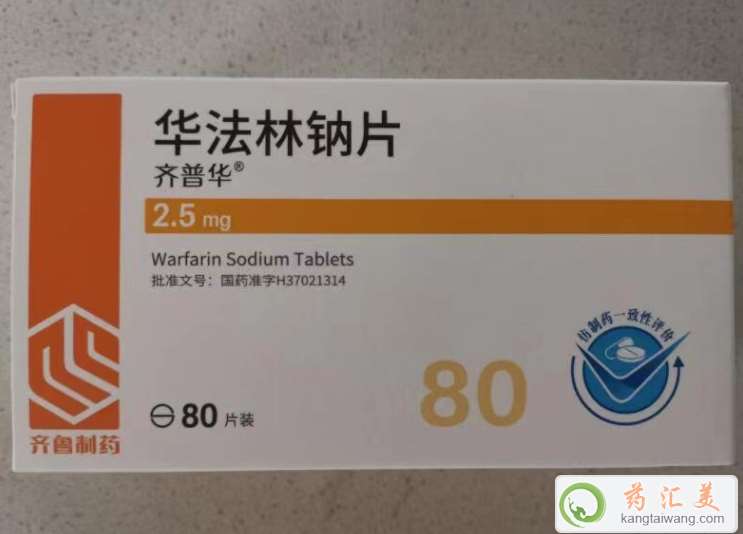 华法林钠片
齐普华®
2.5 mg
Warfarin Sodium Tablets
批准文号：国药准字H37021314
仿制药一致性评价
80
80 片装
齐鲁制药
药汇美
kangtaiwang.com